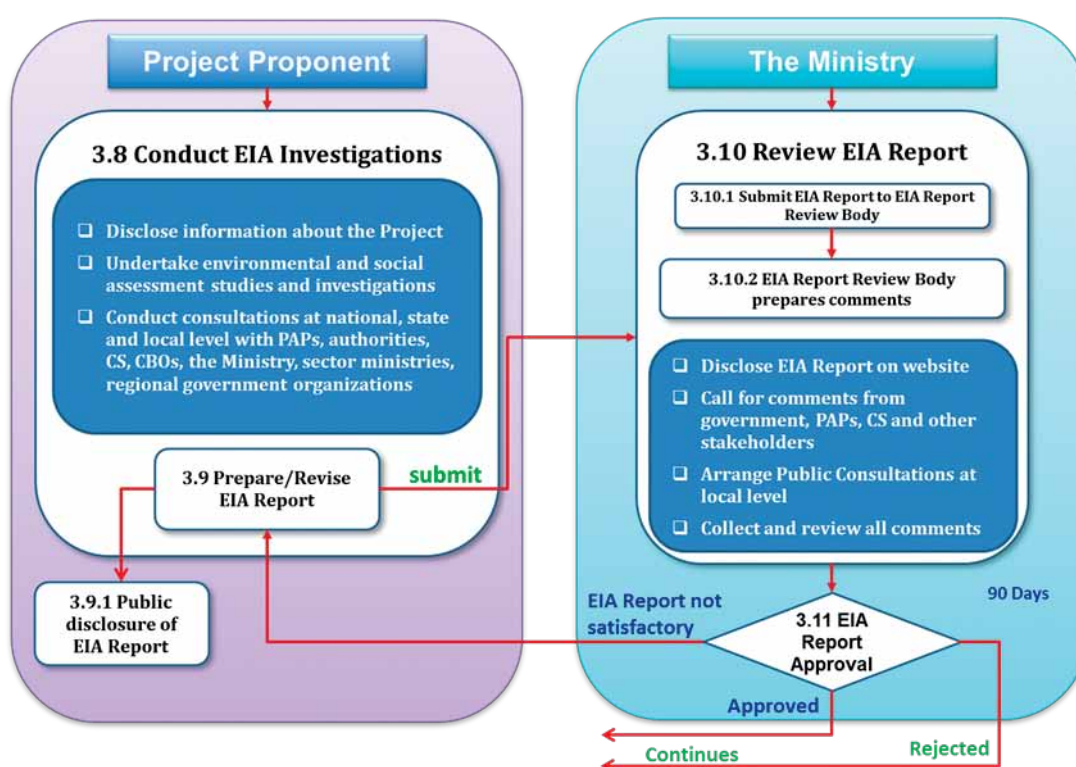 Project Proponent
3.8 Conduct EIA Investigations
❑ Disclose information about the Project
❑ Undertake environmental and social
assessment studies and investigations
❑ Conduct consultations at national, state
and local level with PAPs, authorities,
CS, CBOs, the Ministry, sector ministries,
regional government organizations
3.9 Prepare/Revise
EIA Report
submit
3.9.1 Public
disclosure of
EIA Report
The Ministry
3.10 Review EIA Report
3.10.1 Submit EIA Report to EIA Report
Review Body
3.10.2 EIA Report Review Body
prepares comments
❑ Disclose EIA Report on website
❑ Call for comments from
government, PAPs, CS and other
stakeholders
❑ Arrange Public Consultations at
local level
❑ Collect and review all comments
90 Days
EIA Report not
satisfactory
3.11 EIA
Report
Approval
Approved
Continues
Rejected